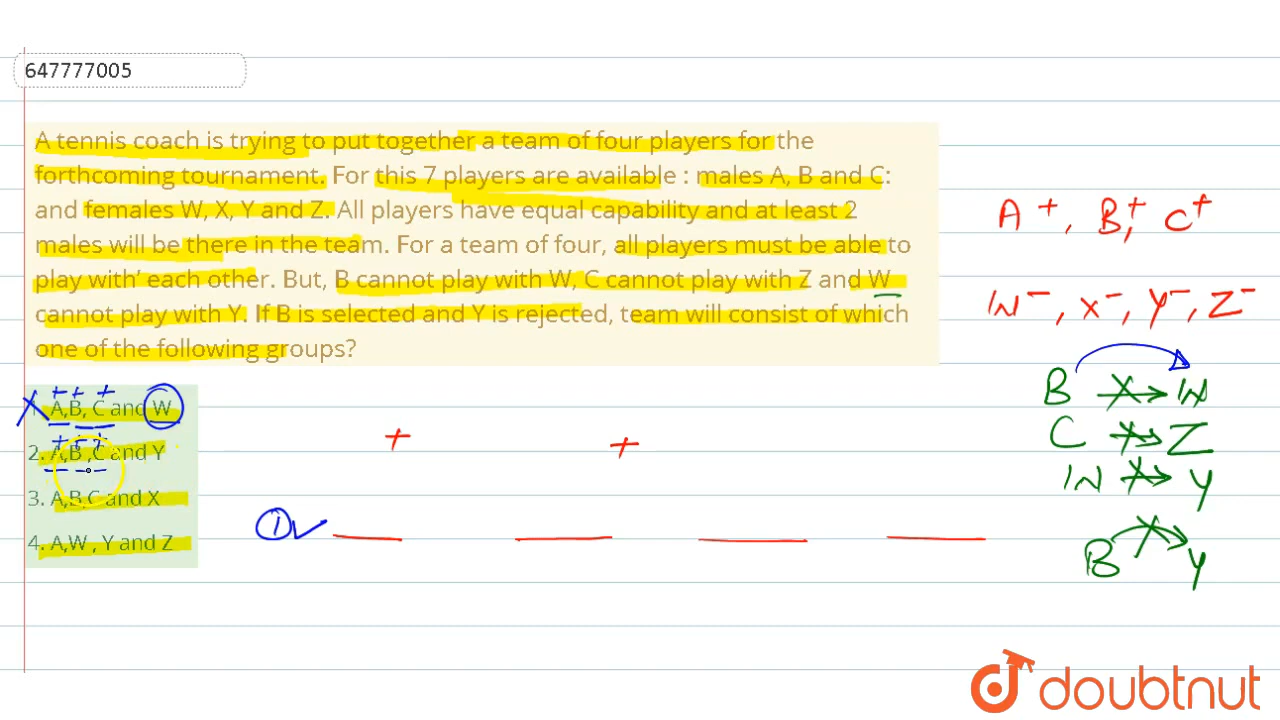 647777005
A tennis coach is trying to put together a team of four players for the
forthcoming tournament. For this 7 players are available : males A, B and C:
and females W, X, Y and Z. All players have equal capability and at least 2
males will be there in the team. For a team of four, all players must be able to
play with’ each other. But, B cannot play with W, C cannot play with Z and W
cannot play with Y. If B is selected and Y is rejected, team will consist of which
one of the following groups?
1. A,B, C and W
2. A,B ,C and Y
3. A,B,C and X
4. A,W , Y and Z
+ +
① ✓
A+, B+, C+
W-, X-, Y-, Z-
B W
C Z
W Y
B Y
doubtnut